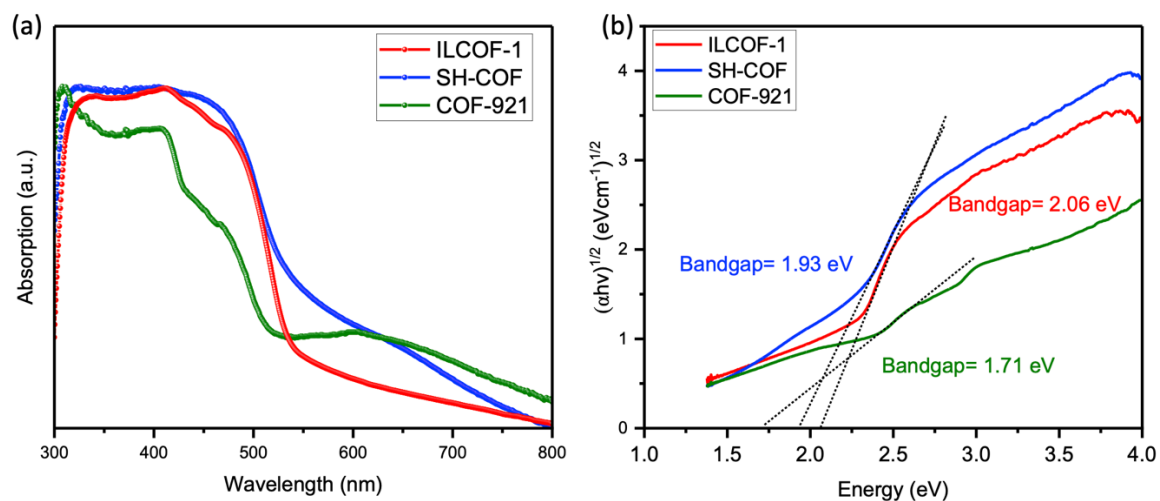 (a)
ILCOF-1
SH-COF
COF-921
Absorption (a.u.)
300 400 500 600 700 800
Wavelength (nm)
(b)
ILCOF-1
SH-COF
COF-921
(αhν)1/2 (eVcm-1)1/2
4
3
2
1
0
Bandgap= 2.06 eV
Bandgap= 1.93 eV
Bandgap= 1.71 eV
1.0 1.5 2.0 2.5 3.0 3.5 4.0
Energy (eV)